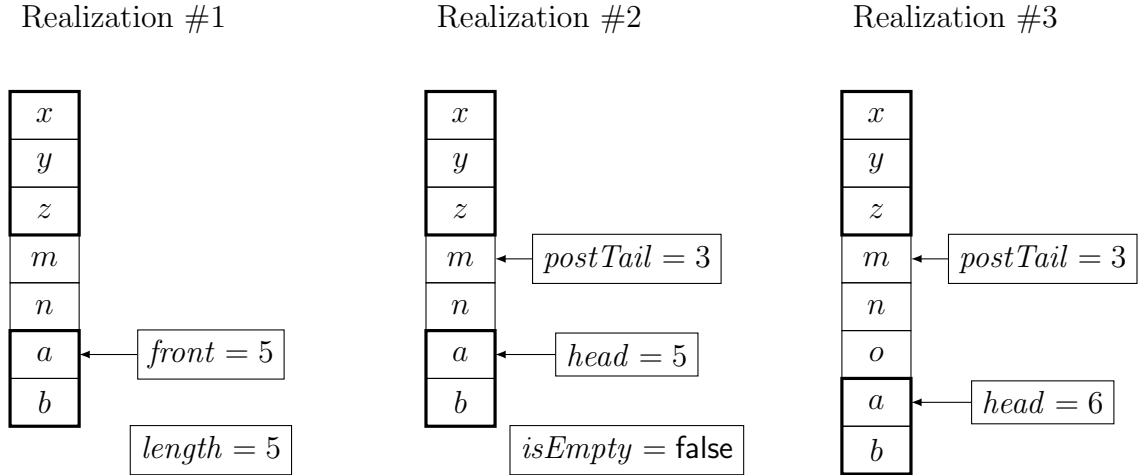 Realization #1 Realization #2 Realization #3
x x x
y y y
z z z
m m postTail = 3 m postTail = 3
n n n
a front = 5 a head = 5 o
b b a head = 6
length = 5 isEmpty = false b